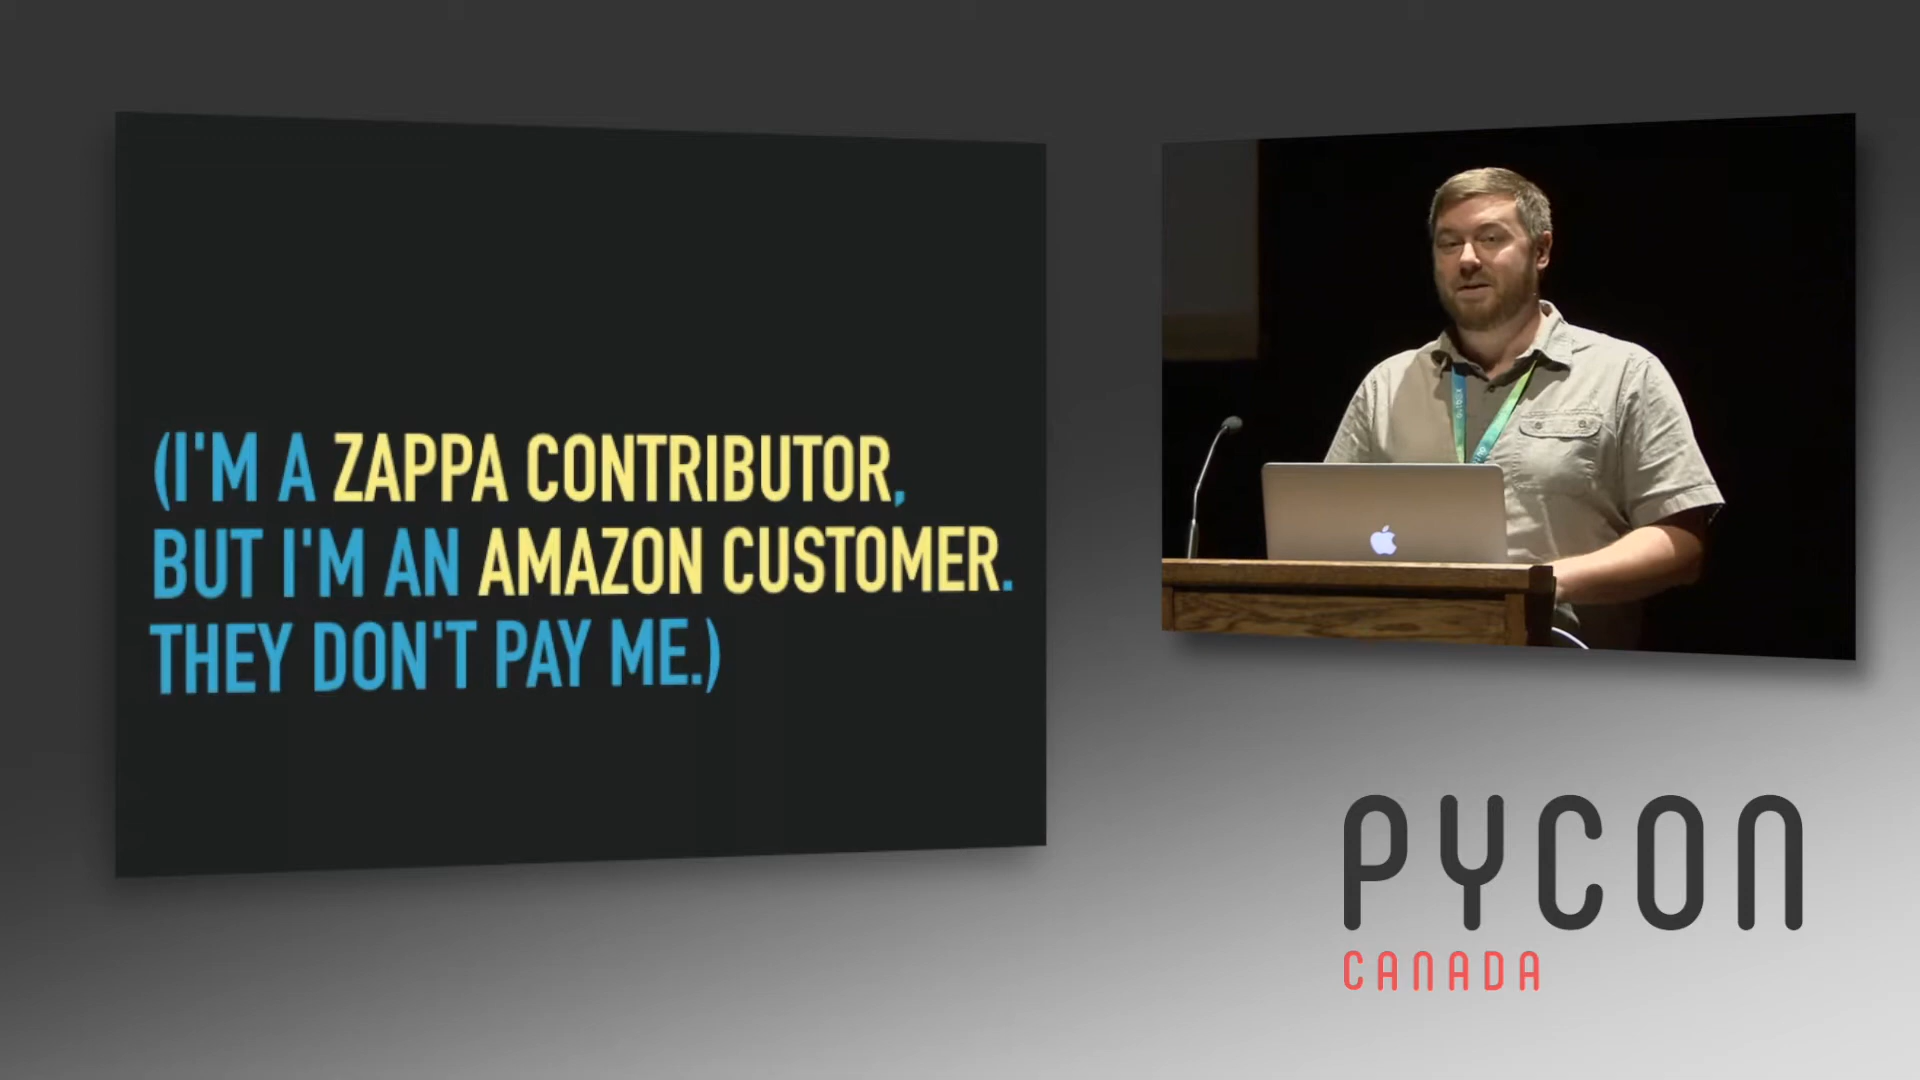 (I'M A ZAPPA CONTRIBUTOR,
BUT I'M AN AMAZON CUSTOMER.
THEY DON'T PAY ME.)
PYCON
CANADA